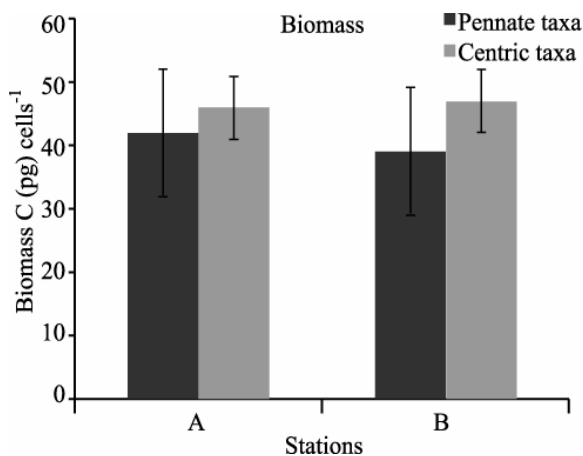 Biomass
Pennate taxa
Centric taxa
Biomass C (pg) cells-1
60
50
40
30
20
10
0
A
B
Stations